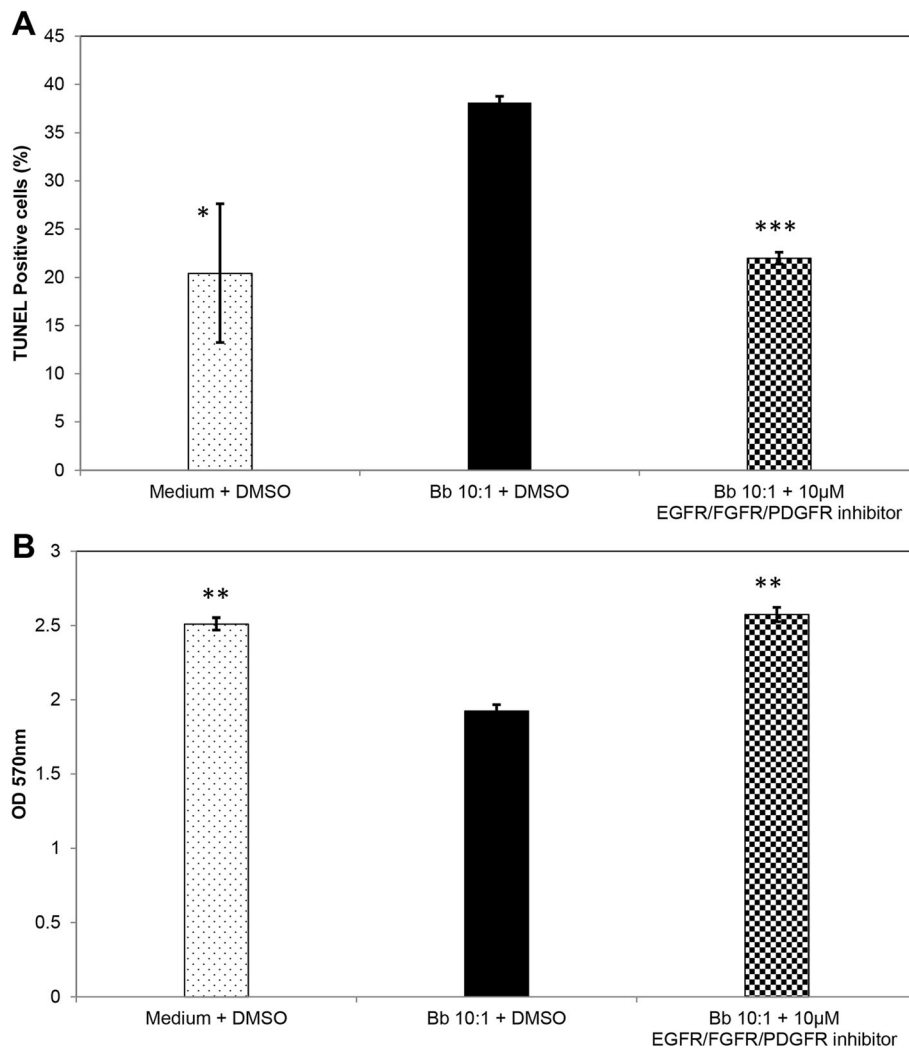 A
45
40
35
30
25
20
15
10
5
0
TUNEL Positive cells (%)
*
***
Medium + DMSO
Bb 10:1 + DMSO
Bb 10:1 + 10µM
EGFR/FGFR/PDGFR inhibitor
B
3
2.5
2
1.5
1
0.5
0
OD 570nm
**
**
Medium + DMSO
Bb 10:1 + DMSO
Bb 10:1 + 10µM
EGFR/FGFR/PDGFR inhibitor